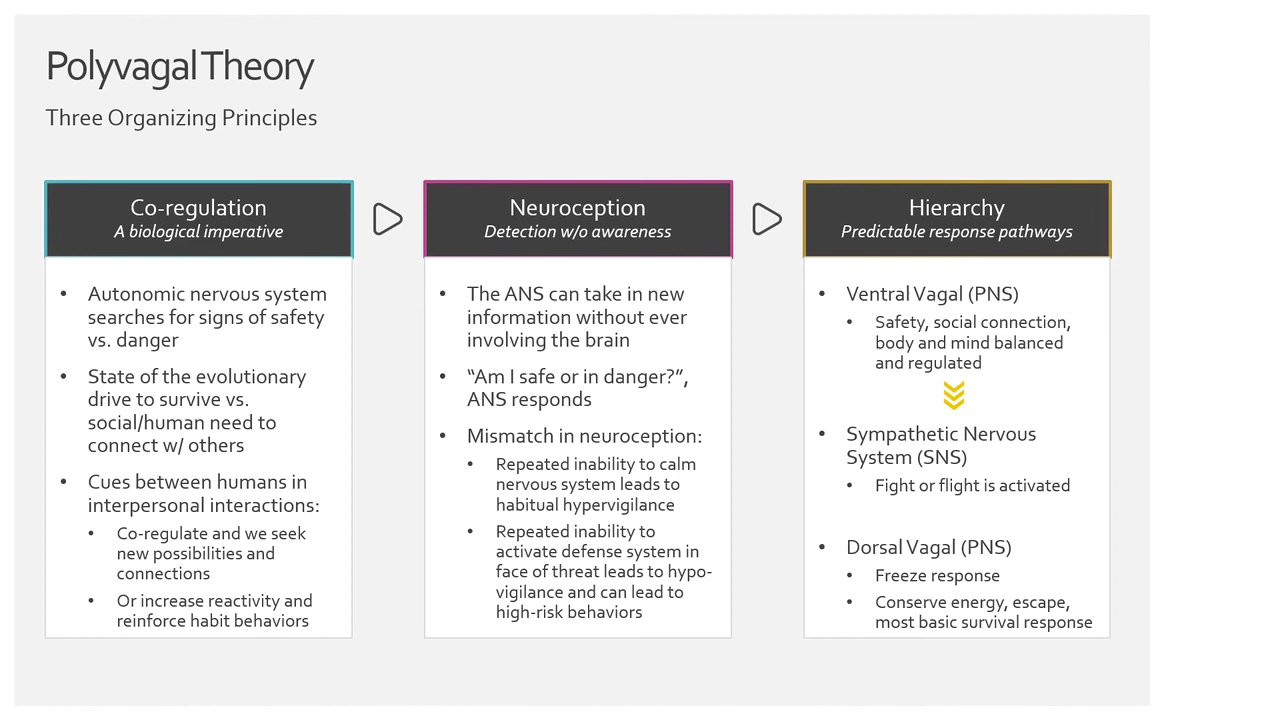 Polyvagal Theory
Three Organizing Principles
Co-regulation
A biological imperative
• Autonomic nervous system
searches for signs of safety
vs. danger
• State of the evolutionary
drive to survive vs.
social/human need to
connect w/ others
• Cues between humans in
interpersonal interactions:
• Co-regulate and we seek
new possibilities and
connections
• Or increase reactivity and
reinforce habit behaviors
Neuroception
Detection w/o awareness
• The ANS can take in new
information without ever
involving the brain
• “Am I safe or in danger?”,
ANS responds
• Mismatch in neuroception:
• Repeated inability to calm
nervous system leads to
habitual hypervigilance
• Repeated inability to
activate defense system in
face of threat leads to hypo-
vigilance and can lead to
high-risk behaviors
Hierarchy
Predictable response pathways
• Ventral Vagal (PNS)
• Safety, social connection,
body and mind balanced
and regulated
• Sympathetic Nervous
System (SNS)
• Fight or flight is activated
• Dorsal Vagal (PNS)
• Freeze response
• Conserve energy, escape,
most basic survival response